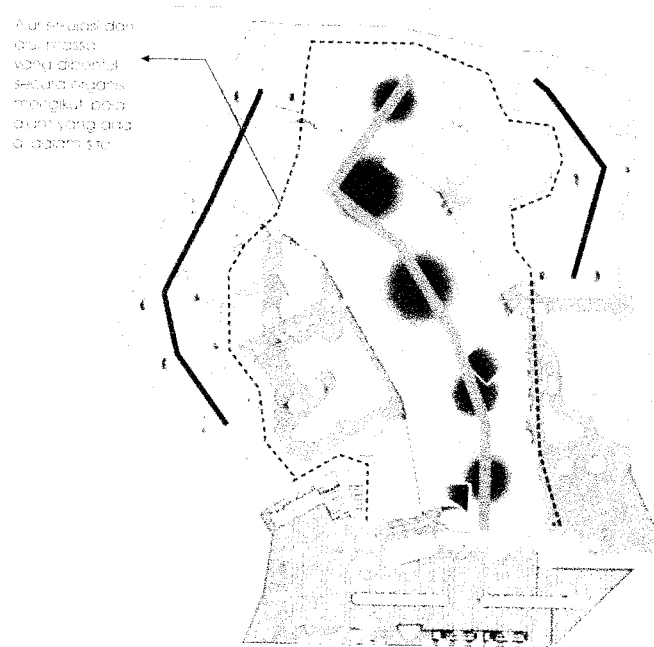 Alur sirkulasi dan
alur massa
yang dibentuk
secara organis
mengikuti pola
alam yang ada
di dalam site